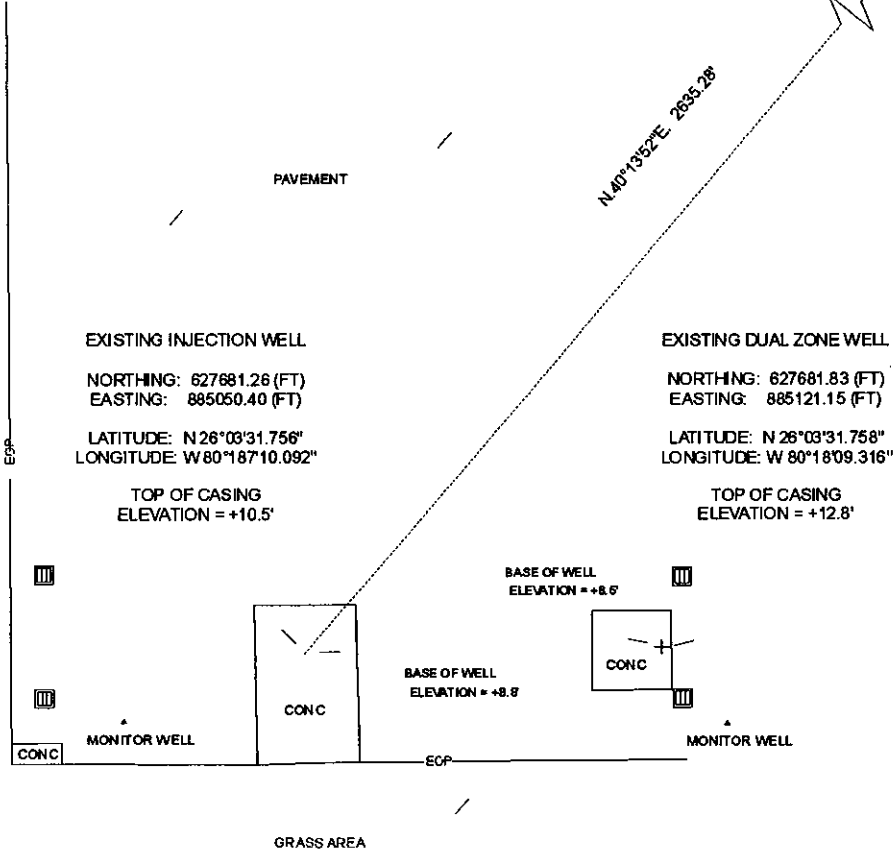 N.40°13'52"E. 2635.28'
PAVEMENT
EXISTING INJECTION WELL
NORTHING: 627681.26 (FT)
EASTING: 885050.40 (FT)
LATITUDE: N 26°03'31.756"
LONGITUDE: W 80°187'10.092"
TOP OF CASING
ELEVATION = +10.5'
EXISTING DUAL ZONE WELL
NORTHING: 627681.83 (FT)
EASTING: 885121.15 (FT)
LATITUDE: N 26°03'31.758"
LONGITUDE: W 80°18'09.316"
TOP OF CASING
ELEVATION = +12.8'
EOP
BASE OF WELL
ELEVATION = +8.6'
CONC
BASE OF WELL
ELEVATION = +8.8'
CONC
MONITOR WELL
MONITOR WELL
CONC
EOP
GRASS AREA